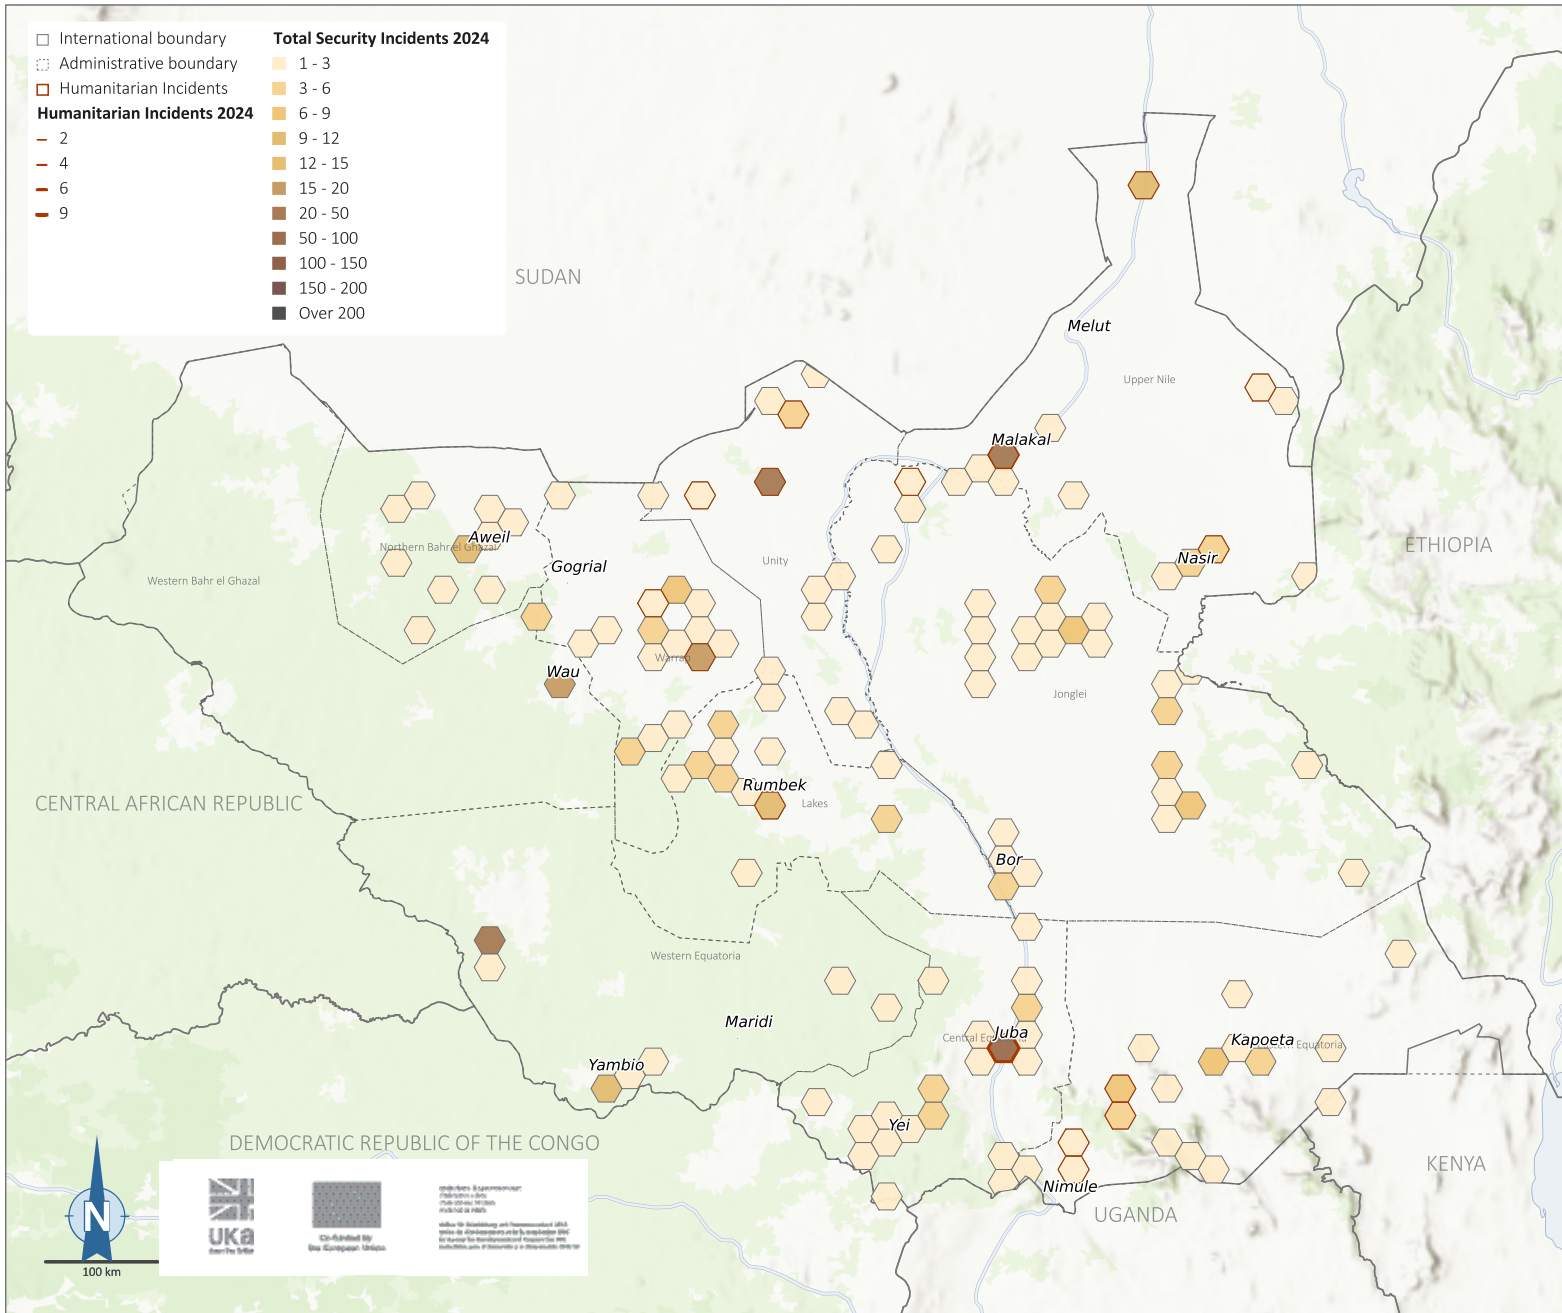 International boundary
Administrative boundary
Humanitarian Incidents
Humanitarian Incidents 2024
2
4
6
9
Total Security Incidents 2024
1 - 3
3 - 6
6 - 9
9 - 12
12 - 15
15 - 20
20 - 50
50 - 100
100 - 150
150 - 200
Over 200
SUDAN
Melut
Upper Nile
Malakal
Aweil
Northern Bahr el Ghazal
Gogrial
Unity
Nasir
ETHIOPIA
Western Bahr el Ghazal
Warrap
Wau
Jonglei
Rumbek
Lakes
CENTRAL AFRICAN REPUBLIC
Bor
Western Equatoria
Maridi
Juba
Central
Kapoeta
Equatoria
Yambio
Yei
DEMOCRATIC REPUBLIC OF THE CONGO
KENYA
Nimule
UGANDA
N
100 km
UKa
Co-funded by
the European Union